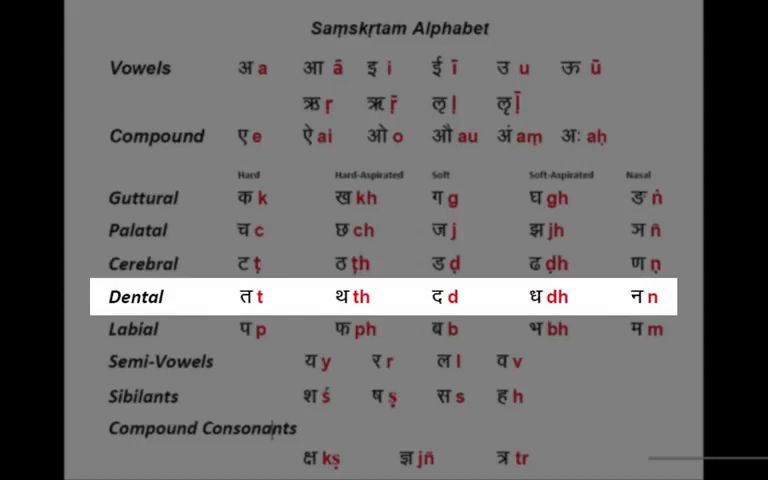 Saṃskṛtam Alphabet
Vowels अ a आ ā इ i ई ī उ u ऊ ū
ऋ ṛ ॠ ṝ ऌ ḷ ॡ ḹ
Compound ए e ऐ ai ओ o औ au अं aṃ अः aḥ
Hard Hard-Aspirated Soft Soft-Aspirated Nasal
Guttural क k ख kh ग g घ gh ङ ṅ
Palatal च c छ ch ज j झ jh ञ ñ
Cerebral ट ṭ ठ ṭh ड ḍ ढ ḍh ण ṇ
Dental त t थ th द d ध dh न n
Labial प p फ ph ब b भ bh म m
Semi-Vowels य y र r ल l व v
Sibilants श ś ष ṣ स s ह h
Compound Consonants
क्ष kṣ ज्ञ jñ त्र tr